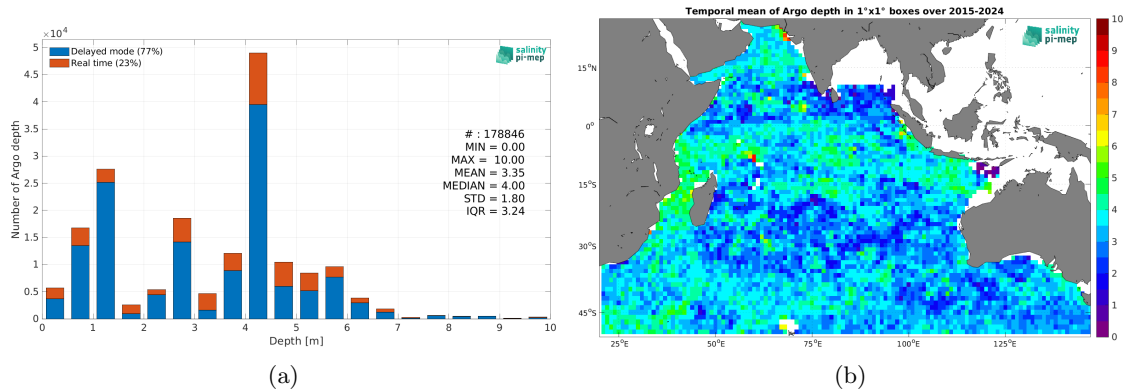 ×10⁴
5
4.5
4
3.5
3
2.5
2
1.5
1
0.5
0
Number of Argo depth
Delayed mode (77%)
Real time (23%)
salinity
pi-mep
# : 178846
MIN = 0.00
MAX = 10.00
MEAN = 3.35
MEDIAN = 4.00
STD = 1.80
IQR = 3.24
0 1 2 3 4 5 6 7 8 9 10
Depth [m]
(a)
Temporal mean of Argo depth in 1°x1° boxes over 2015-2024
salinity
pi-mep
15°N
0°
15°S
30°S
45°S
25°E 50°E 75°E 100°E 125°E
10
9
8
7
6
5
4
3
2
1
0
(b)